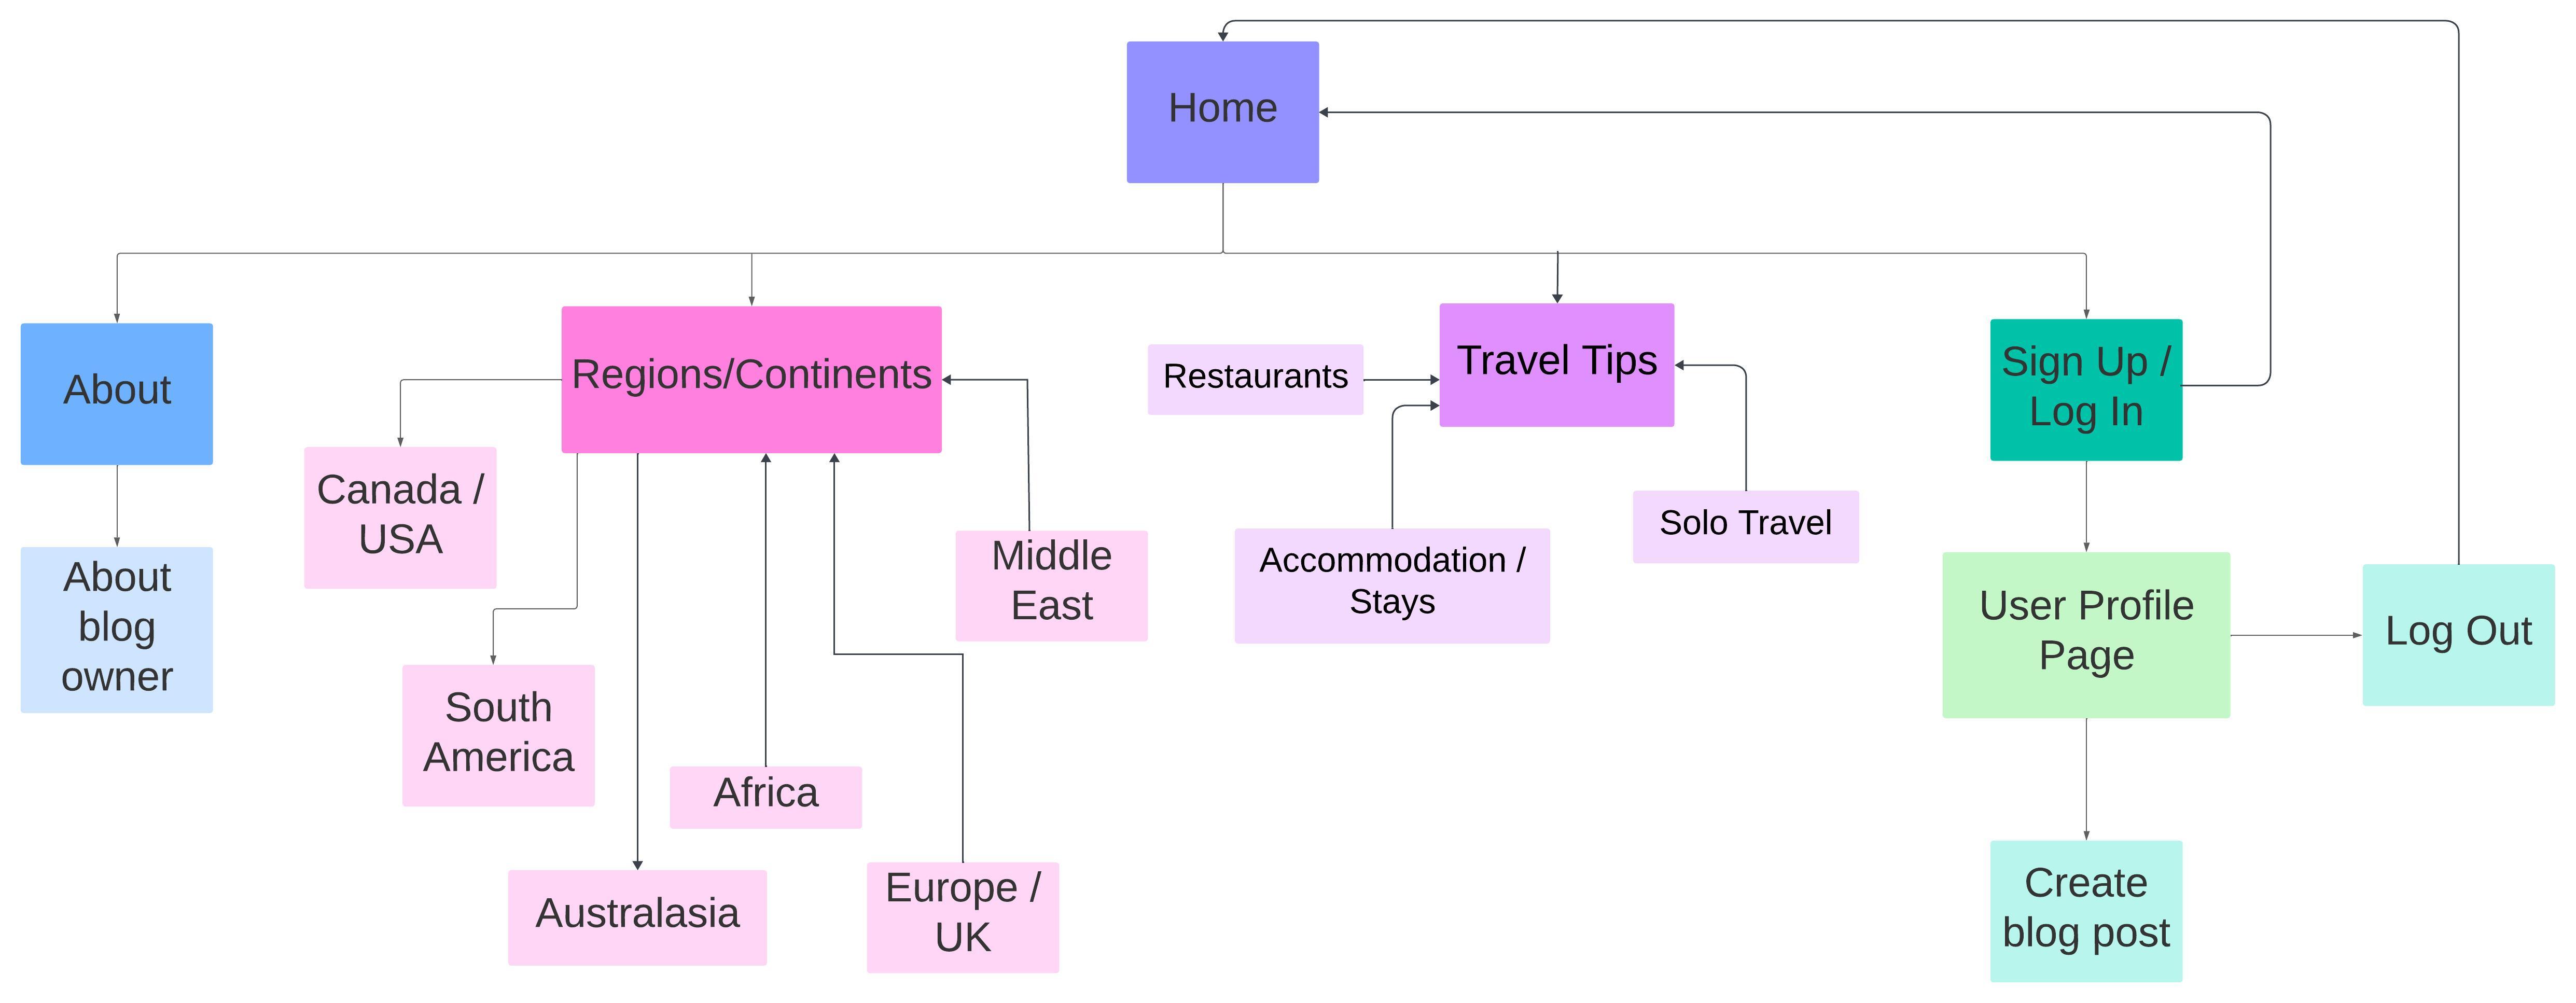 Home
About
Regions/Continents
Restaurants
Travel Tips
Sign Up /
Log In
Canada /
USA
About
blog
owner
Middle
East
Accommodation /
Stays
Solo Travel
User Profile
Page
Log Out
South
America
Africa
Australasia
Europe /
UK
Create
blog post